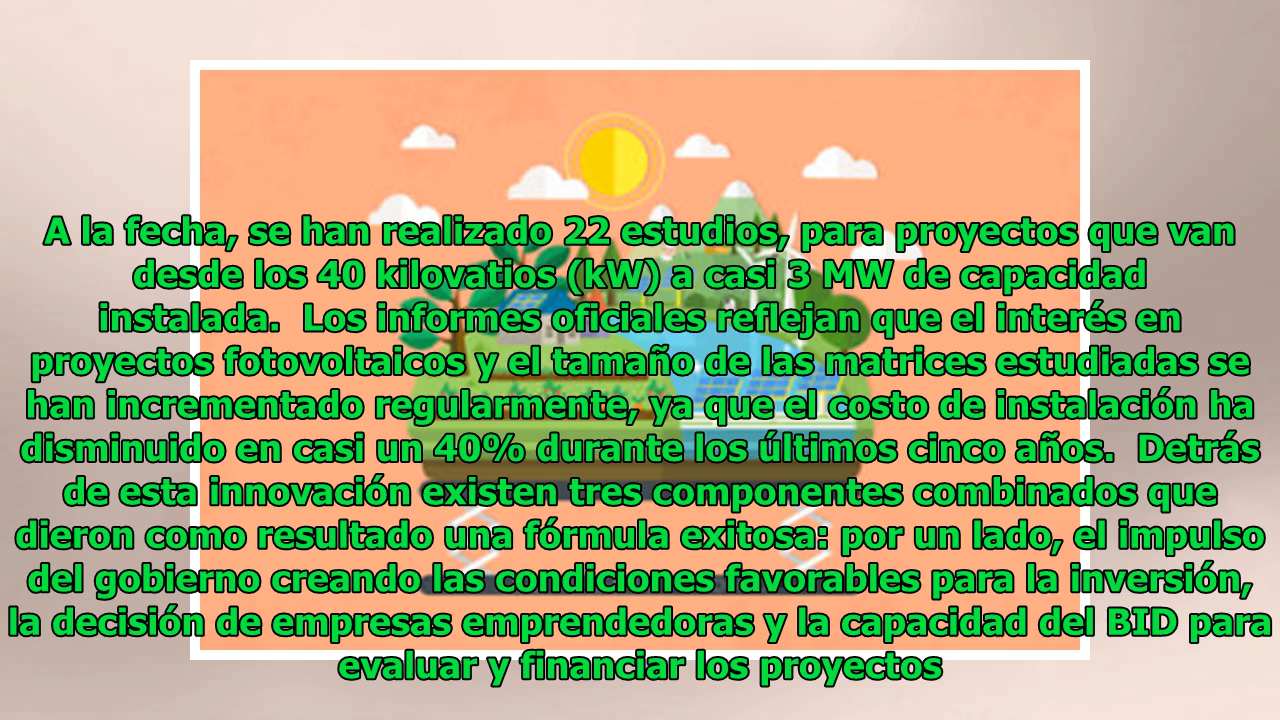 A la fecha, se han realizado 22 estudios, para proyectos que van
desde los 40 kilovatios (kW) a casi 3 MW de capacidad
instalada.  Los informes oficiales reflejan que el interés en
proyectos fotovoltaicos y el tamaño de las matrices estudiadas se
han incrementado regularmente, ya que el costo de instalación ha
disminuido en casi un 40% durante los últimos cinco años.  Detrás
de esta innovación existen tres componentes combinados que
dieron como resultado una fórmula exitosa: por un lado, el impulso
del gobierno creando las condiciones favorables para la inversión,
la decisión de empresas emprendedoras y la capacidad del BID para
evaluar y financiar los proyectos